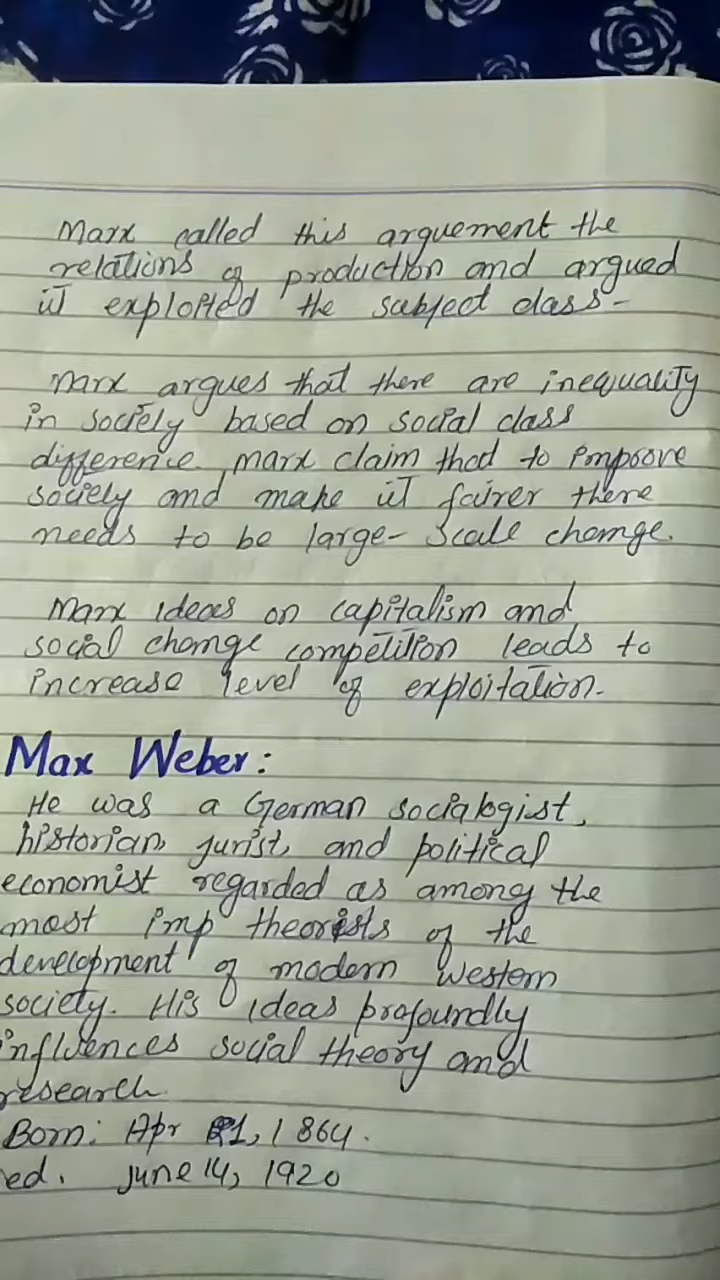 Marx called this arguement the
relations of production and argued
it exploited the subject class-
Marx argues that there are inequality
in society based on social class
difference. Marx claim that to improove
society and make it fairer there
needs to be large-scale change.
Marx ideas on capitalism and
social change competition leads to
increase level of exploitation.
Max Weber:
He was a German socialogist,
historian, jurist, and political
economist regarded as among the
most imp theorists of the
development of modern western
society. His ideas profoundly
influences social theory and
research
Born: Apr 21, 1864.
ed. June 14, 1920